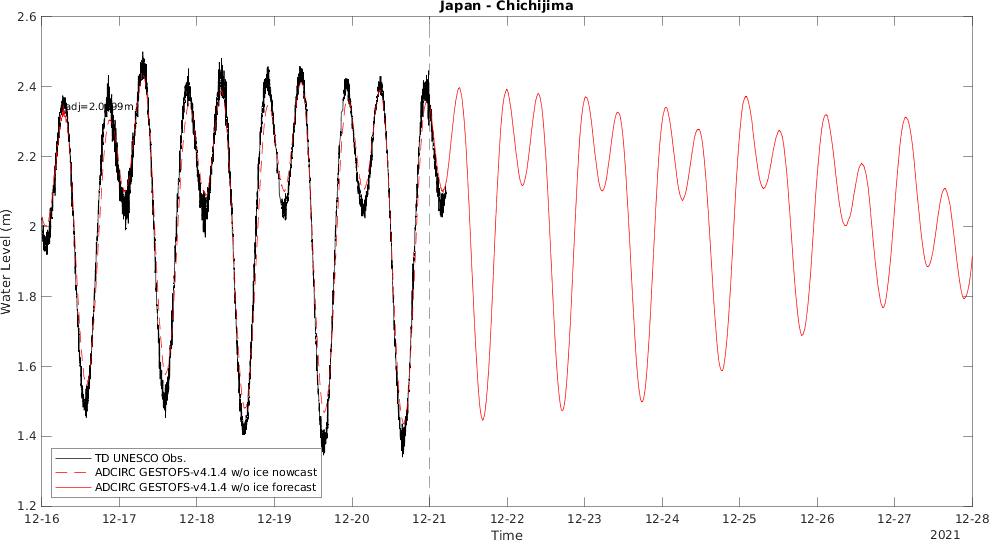 Japan - Chichijima
2.6
2.4
2.2
2
1.8
1.6
1.4
1.2
Water Level (m)
TD UNESCO Obs.
ADCIRC GESTOFS-v4.1.4 w/o ice nowcast
ADCIRC GESTOFS-v4.1.4 w/o ice forecast
12-16 12-17 12-18 12-19 12-20 12-21 12-22 12-23 12-24 12-25 12-26 12-27 12-28
Time
2021